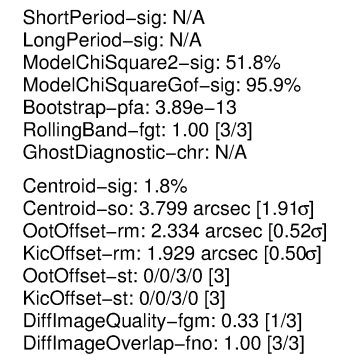 ShortPeriod−sig: N/A
LongPeriod−sig: N/A
ModelChiSquare2−sig: 51.8%
ModelChiSquareGof−sig: 95.9%
Bootstrap−pfa: 3.89e−13
RollingBand−fgt: 1.00 [3/3]
GhostDiagnostic−chr: N/A
Centroid−sig: 1.8%
Centroid−so: 3.799 arcsec [1.91σ]
OotOffset−rm: 2.334 arcsec [0.52σ]
KicOffset−rm: 1.929 arcsec [0.50σ]
OotOffset−st: 0/0/3/0 [3]
KicOffset−st: 0/0/3/0 [3]
DiffImageQuality−fgm: 0.33 [1/3]
DiffImageOverlap−fno: 1.00 [3/3]